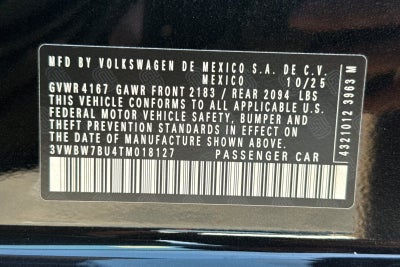 MFD BY VOLKSWAGEN DE MEXICO S.A. DE C.V.
MEXICO 10/25
GVWR 4167 GAWR FRONT 2183 / REAR 2094 LBS
THIS VEHICLE CONFORMS TO ALL APPLICABLE U.S.
FEDERAL MOTOR VEHICLE SAFETY, BUMPER AND
THEFT PREVENTION STANDARDS IN EFFECT ON
THE DATE OF MANUFACTURE SHOWN ABOVE.
3VWBW7BU4TM018127 PASSENGER CAR
4321012 3963 M